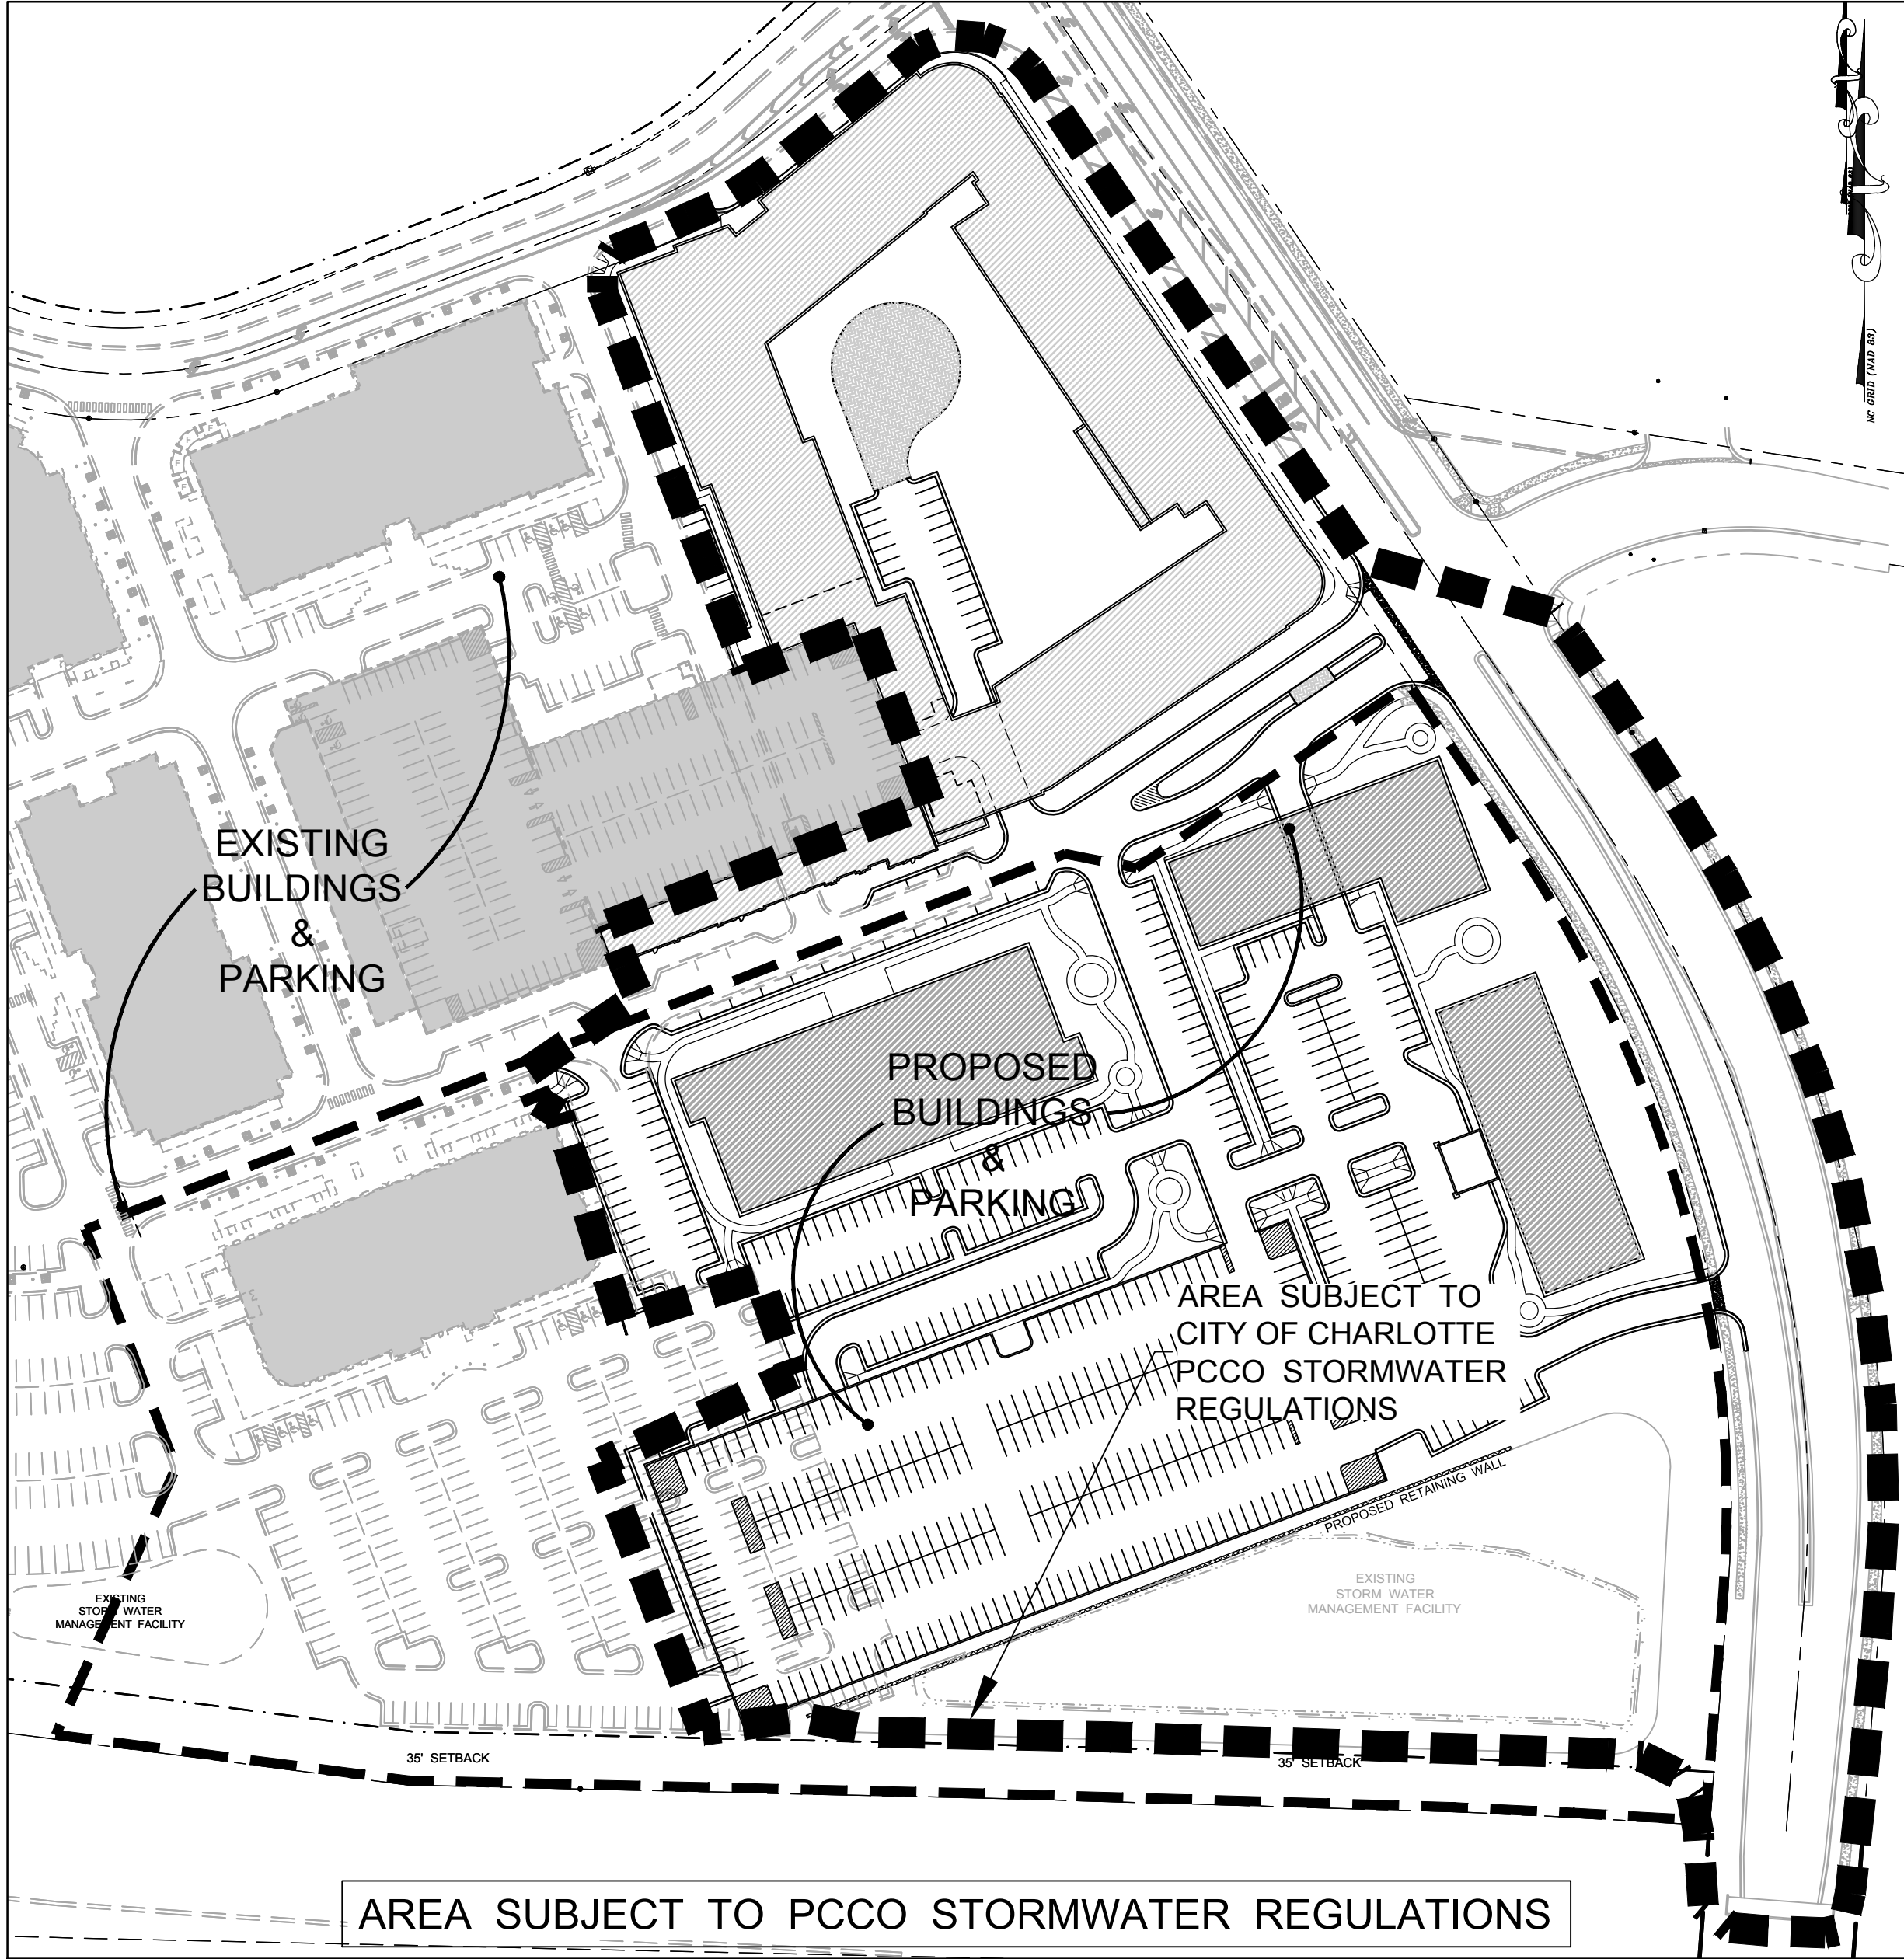 NC GRID (NAD 83)
EXISTING
BUILDINGS
&
PARKING
PROPOSED
BUILDINGS
&
PARKING
AREA SUBJECT TO
CITY OF CHARLOTTE
PCCO STORMWATER
REGULATIONS
PROPOSED RETAINING WALL
EXISTING
STORM WATER
MANAGEMENT FACILITY
EXISTING
STORM WATER
MANAGEMENT FACILITY
35' SETBACK
35' SETBACK
AREA SUBJECT TO PCCO STORMWATER REGULATIONS